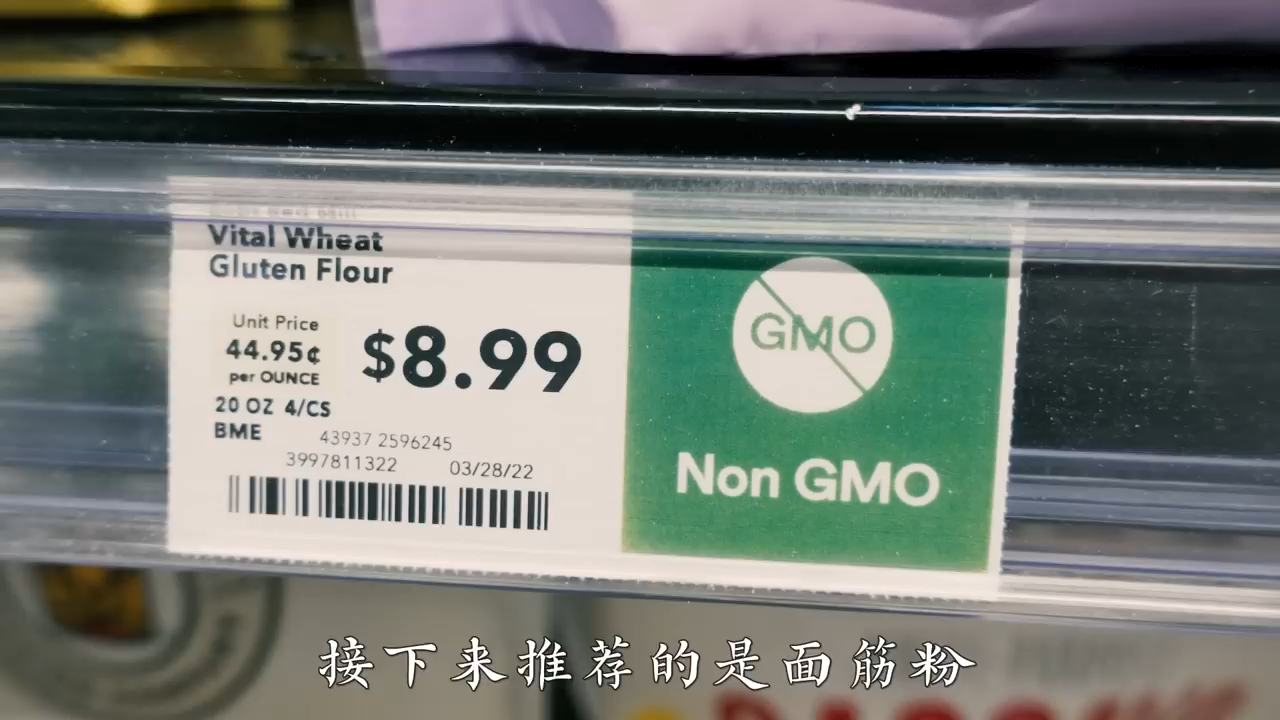 Vital Wheat
Gluten Flour
Unit Price
44.95¢
per OUNCE
$8.99
20 OZ 4/CS
BME
43937 2596245
3997811322 03/28/22
GMO
Non GMO
接下来推荐的是面筋粉